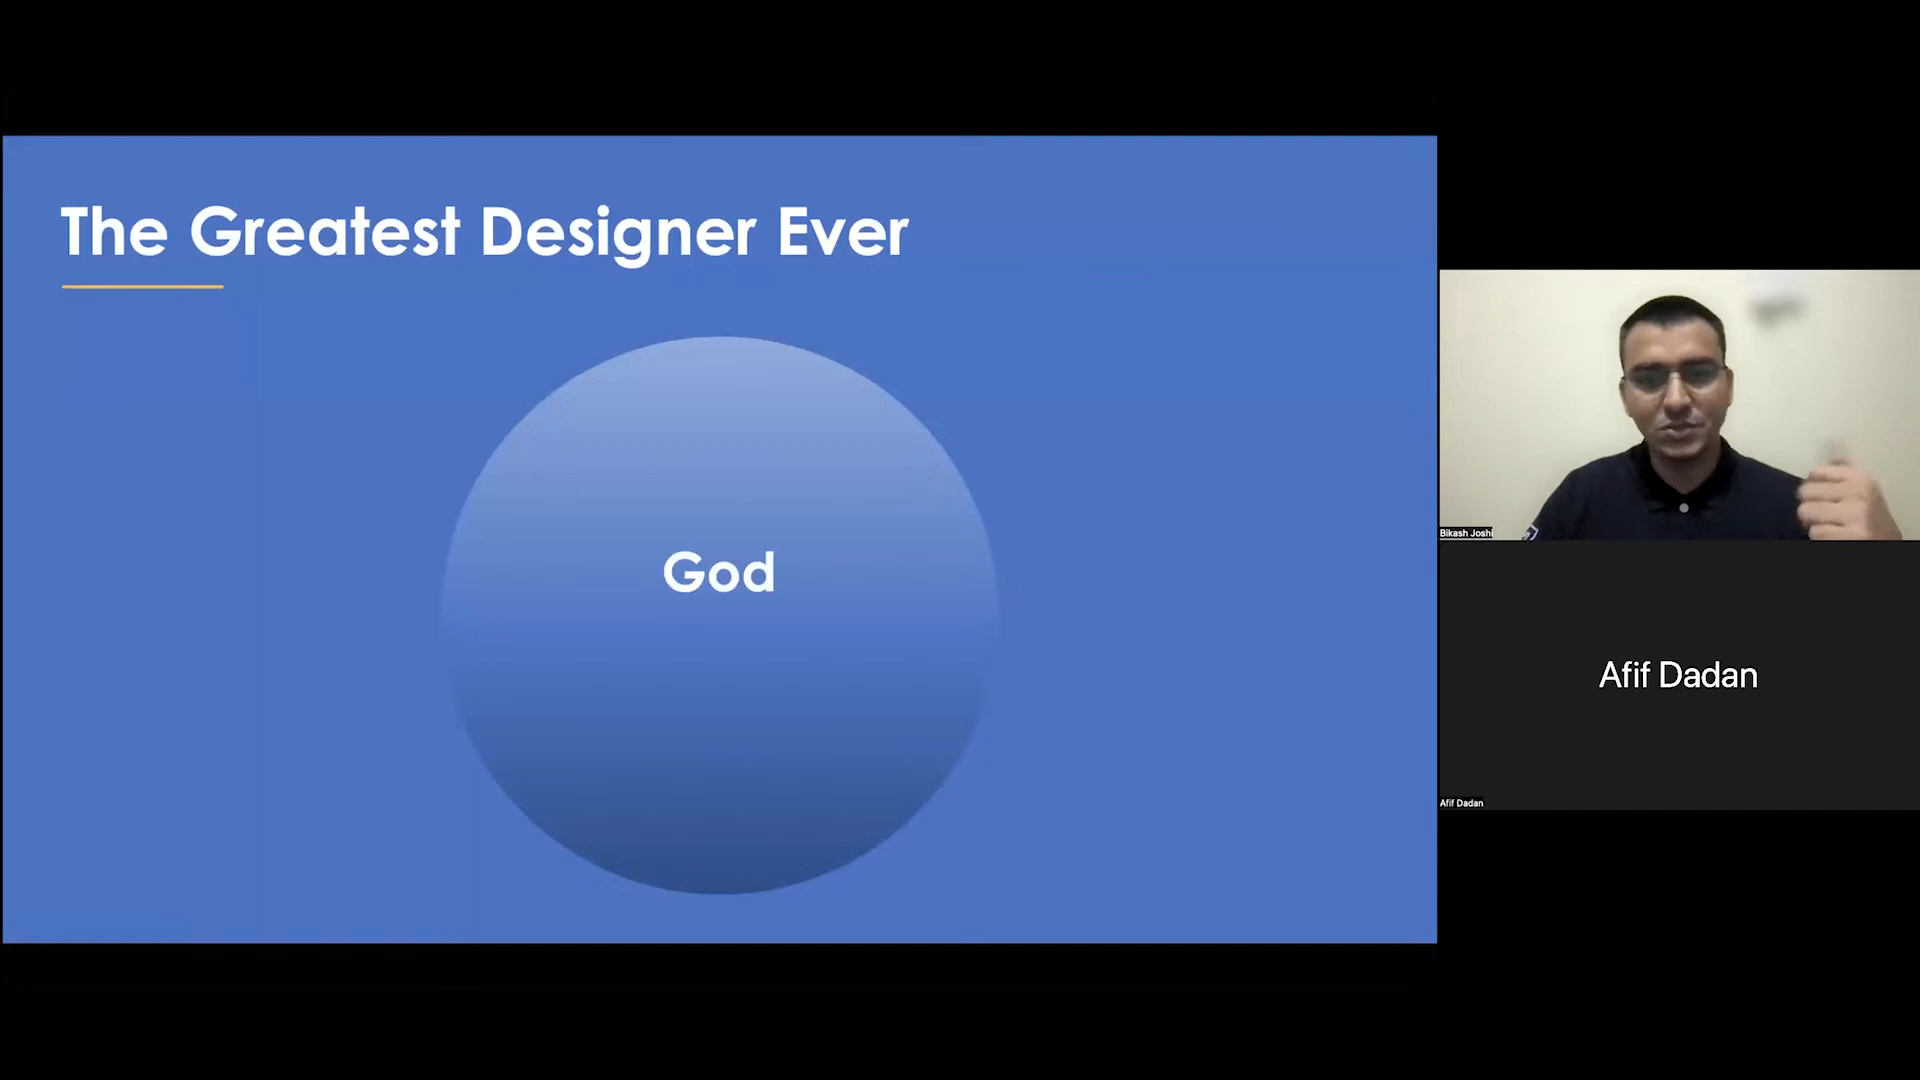 The Greatest Designer Ever
God
Bikash Joshi
Afif Dadan
Afif Dadan